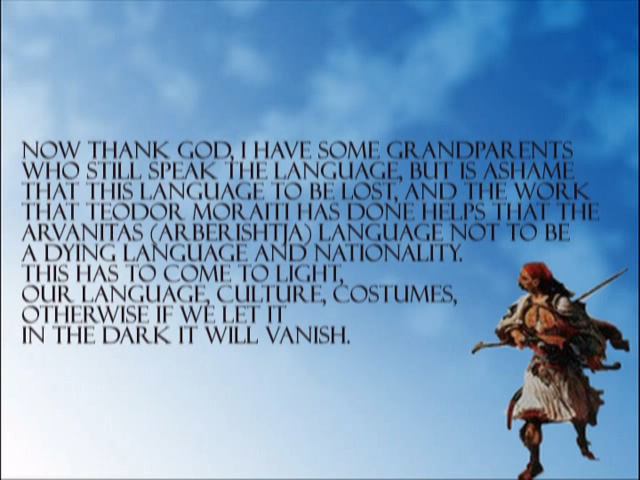 NOW THANK GOD, I HAVE SOME GRANDPARENTS
WHO STILL SPEAK THE LANGUAGE, BUT IS ASHAME
THAT THIS LANGUAGE TO BE LOST, AND THE WORK
THAT TEODOR MORAITI HAS DONE HELPS THAT THE
ARVANITAS (ARBERISHTJA) LANGUAGE NOT TO BE
A DYING LANGUAGE AND NATIONALITY.
THIS HAS TO COME TO LIGHT,
OUR LANGUAGE, CULTURE, COSTUMES,
OTHERWISE IF WE LET IT
IN THE DARK IT WILL VANISH.